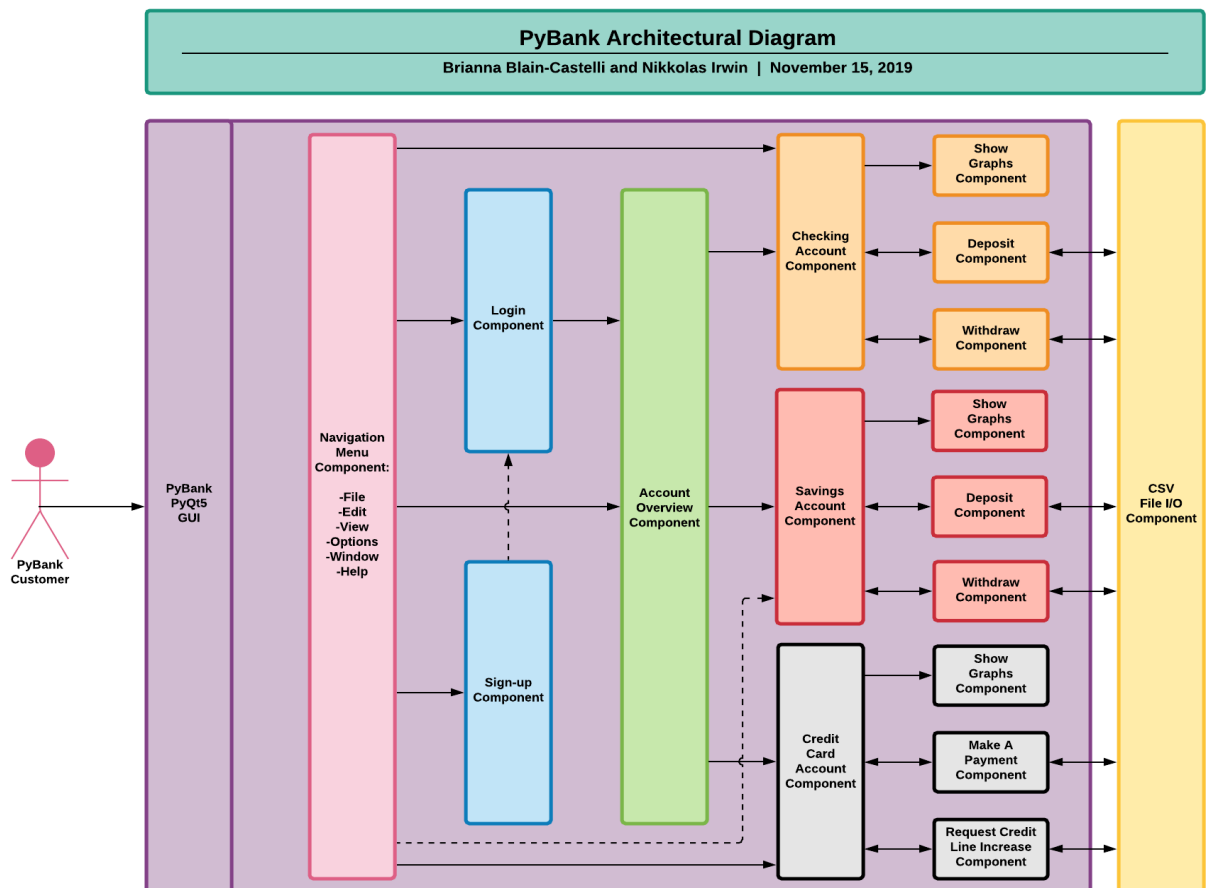 PyBank Architectural Diagram
Brianna Blain-Castelli and Nikkolas Irwin | November 15, 2019
PyBank
Customer
PyBank
PyQt5
GUI
Navigation
Menu
Component:
-File
-Edit
-View
-Options
-Window
-Help
Login
Component
Sign-up
Component
Account
Overview
Component
Checking
Account
Component
Show
Graphs
Component
Deposit
Component
Withdraw
Component
Savings
Account
Component
Show
Graphs
Component
Deposit
Component
Withdraw
Component
Credit
Card
Account
Component
Show
Graphs
Component
Make A
Payment
Component
Request Credit
Line Increase
Component
CSV
File I/O
Component